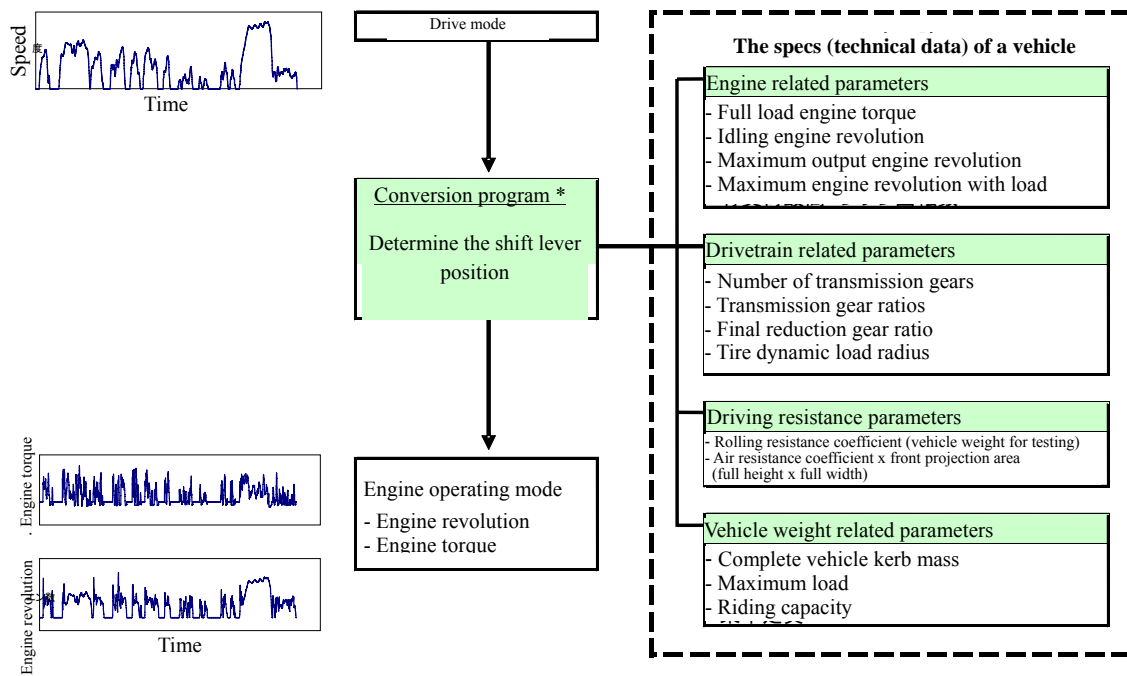 Speed
度
Time
Drive mode
Conversion program *
Determine the shift lever
position
Engine operating mode
- Engine revolution
- Engine torque
. Engine torque
Engine revolution
Time
The specs (technical data) of a vehicle
Engine related parameters
- Full load engine torque
- Idling engine revolution
- Maximum output engine revolution
- Maximum engine revolution with load
Drivetrain related parameters
- Number of transmission gears
- Transmission gear ratios
- Final reduction gear ratio
- Tire dynamic load radius
Driving resistance parameters
- Rolling resistance coefficient (vehicle weight for testing)
- Air resistance coefficient x front projection area
(full height x full width)
Vehicle weight related parameters
- Complete vehicle kerb mass
- Maximum load
- Riding capacity